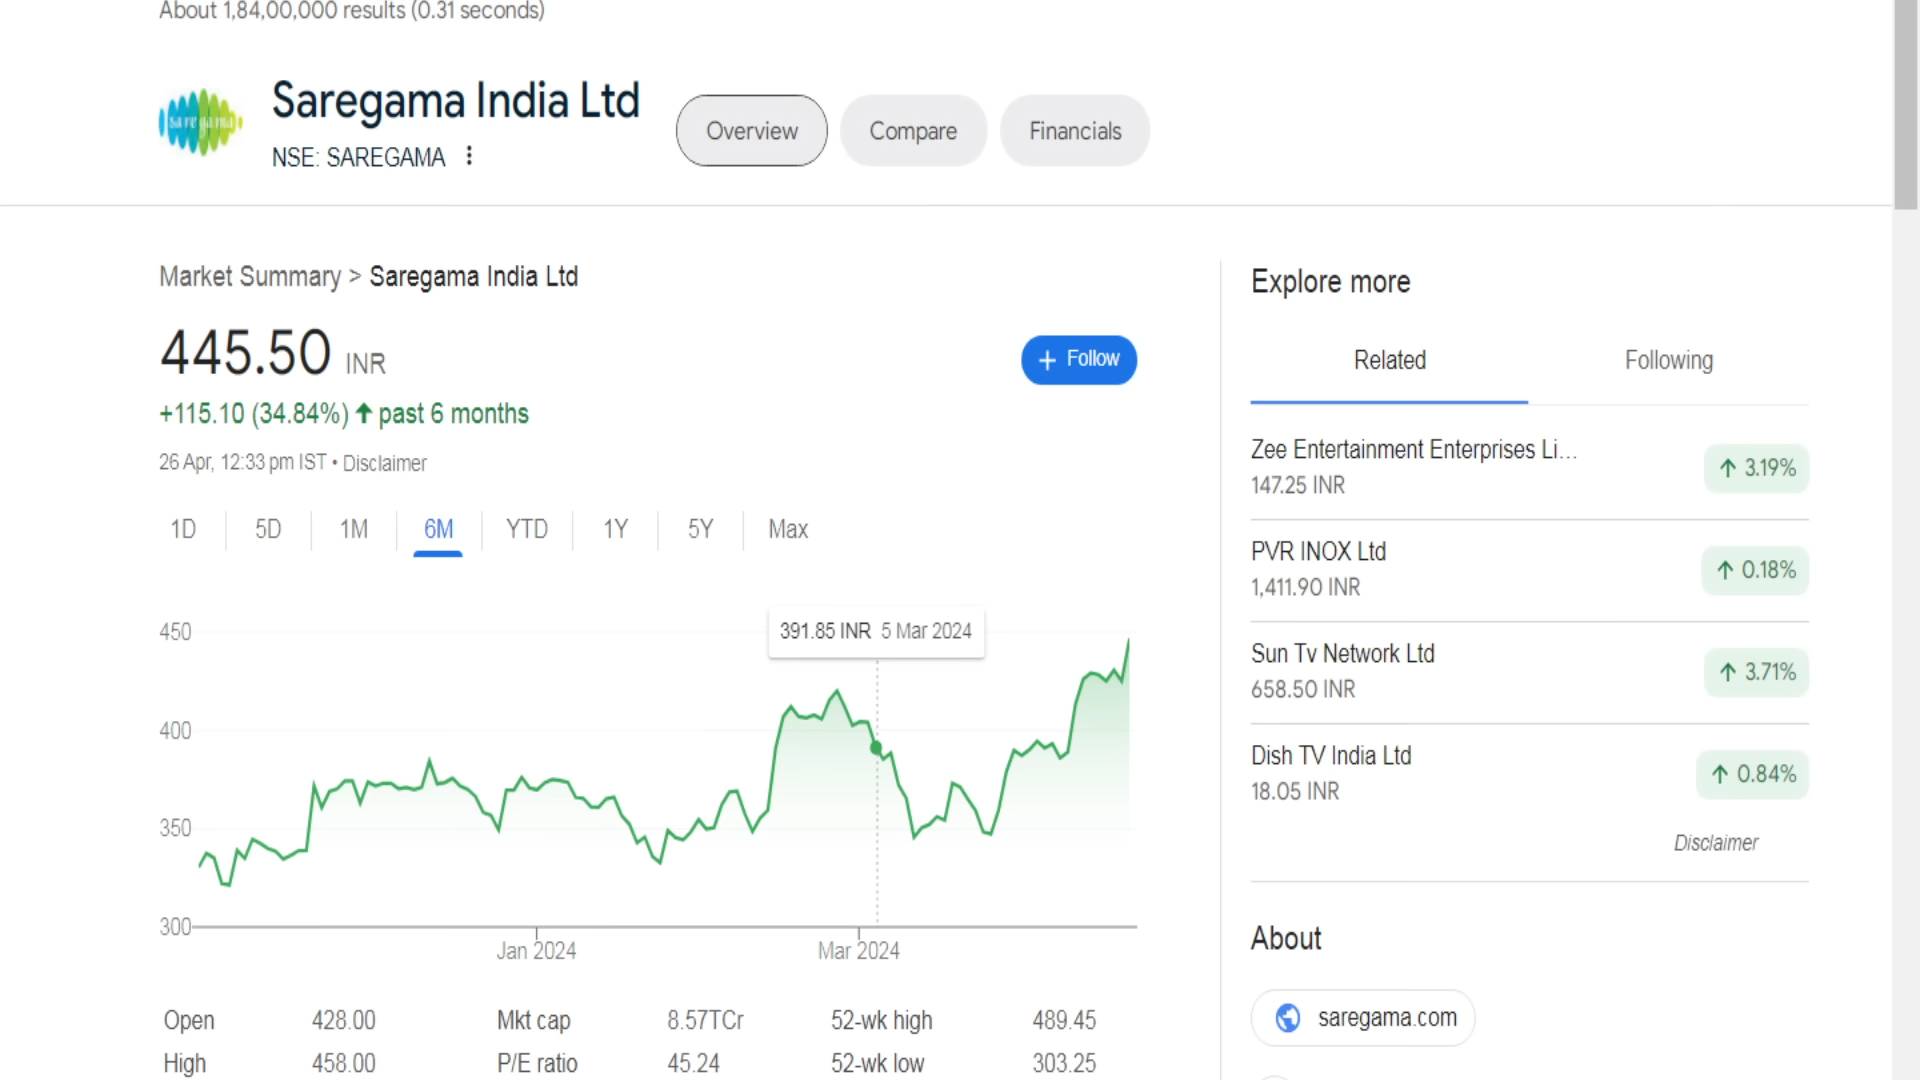 About 1,84,00,000 results (0.31 seconds)
saregama
Saregama India Ltd
NSE: SAREGAMA
Overview
Compare
Financials
Market Summary > Saregama India Ltd
445.50 INR
+ Follow
+115.10 (34.84%) ↑ past 6 months
26 Apr, 12:33 pm IST • Disclaimer
1D 5D 1M 6M YTD 1Y 5Y Max
391.85 INR 5 Mar 2024
450
400
350
300
Jan 2024 Mar 2024
Open 428.00 Mkt cap 8.57TCr 52-wk high 489.45
High 458.00 P/E ratio 45.24 52-wk low 303.25
Explore more
Related Following
Zee Entertainment Enterprises Li...
147.25 INR
↑ 3.19%
PVR INOX Ltd
1,411.90 INR
↑ 0.18%
Sun Tv Network Ltd
658.50 INR
↑ 3.71%
Dish TV India Ltd
18.05 INR
↑ 0.84%
Disclaimer
About
saregama.com